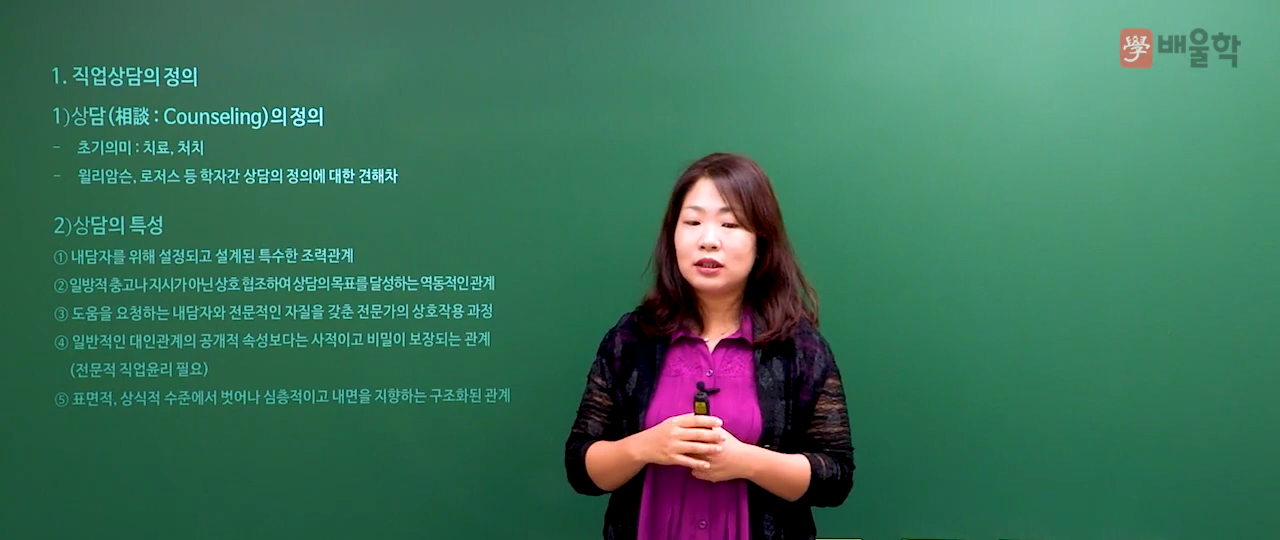 學 배울학
1. 직업상담의 정의
1)상담(相談 : Counseling)의 정의
- 초기의미 : 치료, 처치
- 윌리암슨, 로저스 등 학자간 상담의 정의에 대한 견해차
2)상담의 특성
① 내담자를 위해 설정되고 설계된 특수한 조력관계
② 일방적 충고나 지시가 아닌 상호 협조하여 상담의 목표를 달성하는 역동적인 관계
③ 도움을 요청하는 내담자와 전문적인 자질을 갖춘 전문가의 상호작용 과정
④ 일반적인 대인관계의 공개적 속성보다는 사적이고 비밀이 보장되는 관계
(전문적 직업윤리 필요)
⑤ 표면적, 상식적 수준에서 벗어나 심층적이고 내면을 지향하는 구조화된 관계